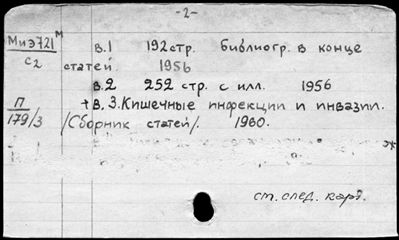 -2-
МиЭ721м в.1 192стр. библиогр. в конце
с2 статей. 1956
в.2 252 стр. с илл. 1956
П +в.3. Кишечные инфекции и инвазии.
179/3 /Сборник статей/. 1960.
ст. след. карт.